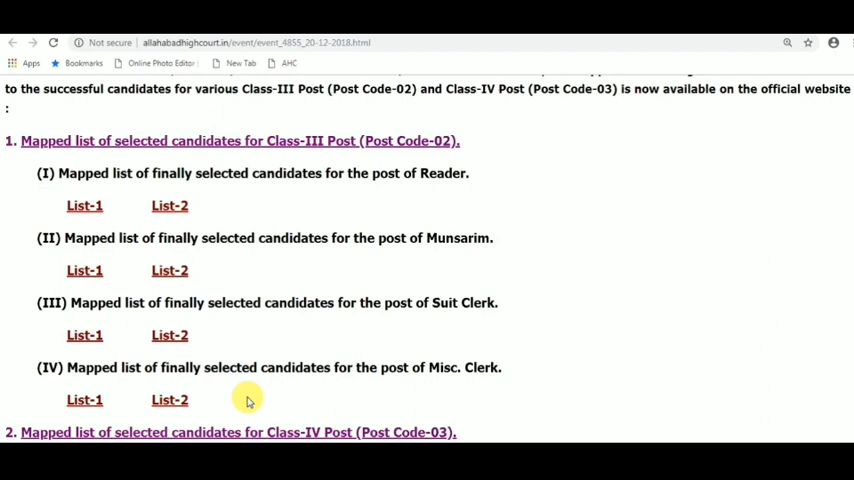 Not secure | allahabadhighcourt.in/event/event_4855_20-12-2018.html
Apps Bookmarks Online Photo Editor New Tab AHC
to the successful candidates for various Class-III Post (Post Code-02) and Class-IV Post (Post Code-03) is now available on the official website
:
1. Mapped list of selected candidates for Class-III Post (Post Code-02).
(I) Mapped list of finally selected candidates for the post of Reader.
List-1 List-2
(II) Mapped list of finally selected candidates for the post of Munsarim.
List-1 List-2
(III) Mapped list of finally selected candidates for the post of Suit Clerk.
List-1 List-2
(IV) Mapped list of finally selected candidates for the post of Misc. Clerk.
List-1 List-2
2. Mapped list of selected candidates for Class-IV Post (Post Code-03).